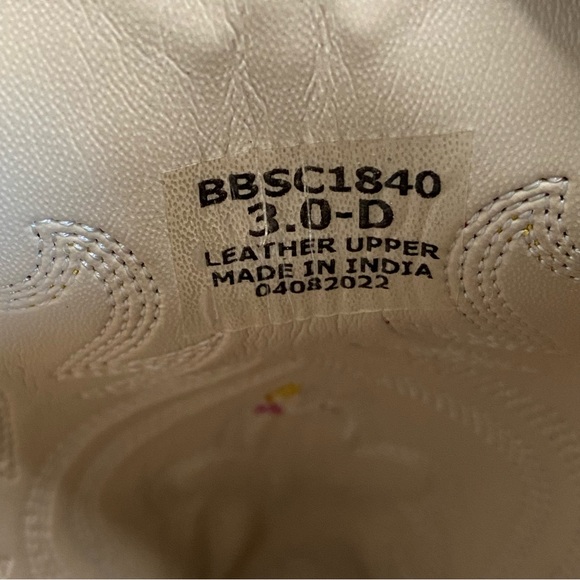 BBSC1840
3.0-D
LEATHER UPPER
MADE IN INDIA
04082022